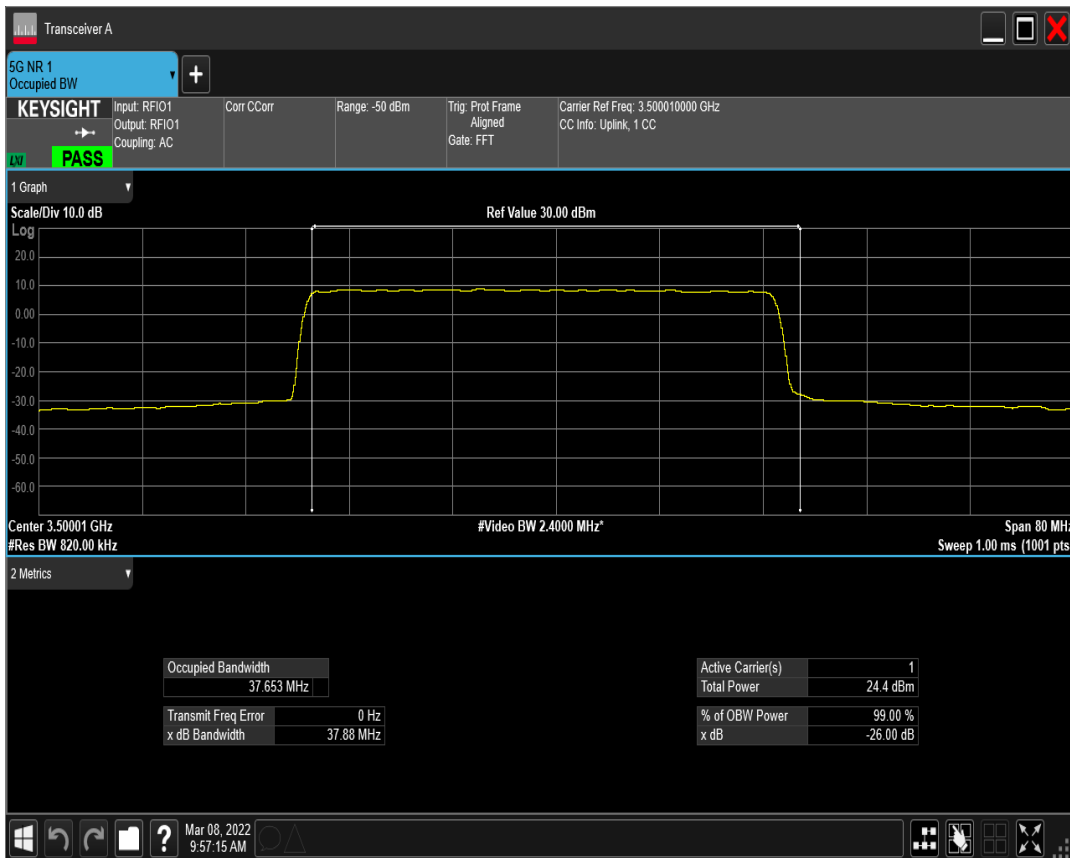 Transceiver A
5G NR 1
Occupied BW
+
KEYSIGHT
LXI
PASS
Input: RFIO1
Output: RFIO1
Coupling: AC
Corr CCorr
Range: -50 dBm
Trig: Prot Frame
Aligned
Gate: FFT
Carrier Ref Freq: 3.500010000 GHz
CC Info: Uplink, 1 CC
1 Graph
Scale/Div 10.0 dB
Ref Value 30.00 dBm
Log
20.0
10.0
0.00
-10.0
-20.0
-30.0
-40.0
-50.0
-60.0
Center 3.50001 GHz
#Video BW 2.4000 MHz*
Span 80 MHz
#Res BW 820.00 kHz
Sweep 1.00 ms (1001 pts
2 Metrics
Occupied Bandwidth
37.653 MHz
Transmit Freq Error 0 Hz
x dB Bandwidth 37.88 MHz
Active Carrier(s) 1
Total Power 24.4 dBm
% of OBW Power 99.00 %
x dB -26.00 dB
?
Mar 08, 2022
9:57:15 AM